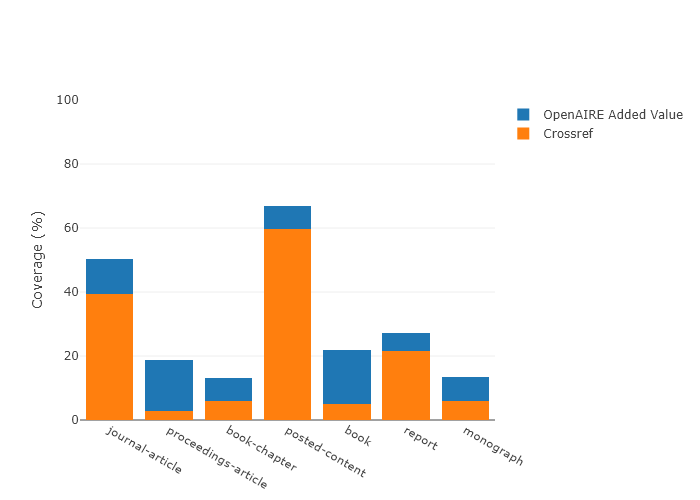 100
80
60
40
20
0
Coverage (%)
journal-article
proceedings-article
book-chapter
posted-content
book
report
monograph
OpenAIRE Added Value
Crossref